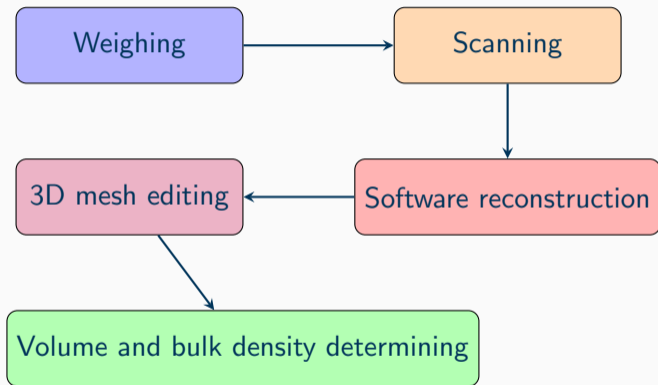 Weighing
Scanning
3D mesh editing
Software reconstruction
Volume and bulk density determining